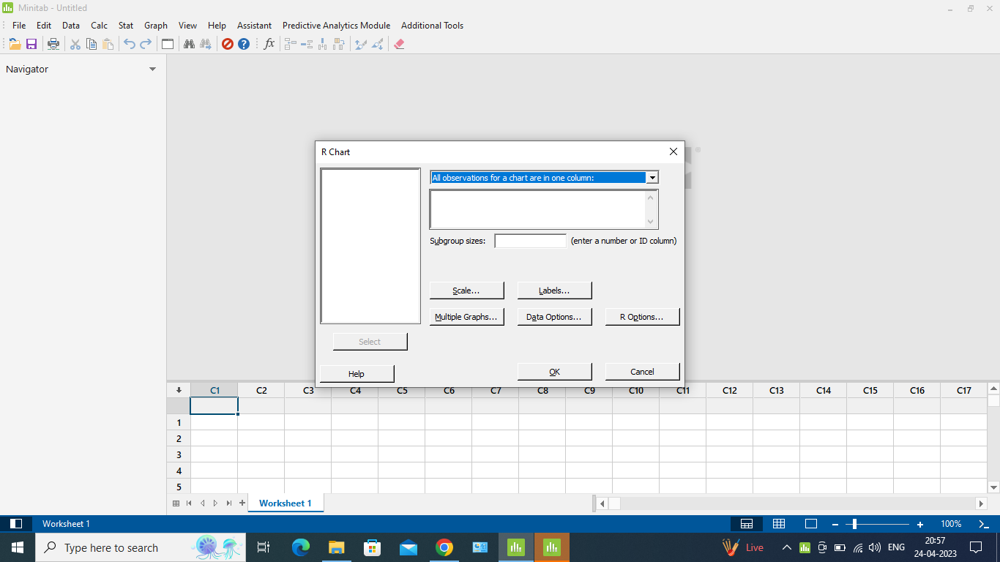 Minitab - Untitled
File Edit Data Calc Stat Graph View Help Assistant Predictive Analytics Module Additional Tools
Navigator
R Chart
All observations for a chart are in one column:
Subgroup sizes: (enter a number or ID column)
Scale... Labels...
Multiple Graphs... Data Options... R Options...
Select
Help OK Cancel
C1 C2 C3 C4 C5 C6 C7 C8 C9 C10 C11 C12 C13 C14 C15 C16 C17
1
2
3
4
5
Worksheet 1
Worksheet 1 100%
Type here to search Live ENG 20:57
24-04-2023